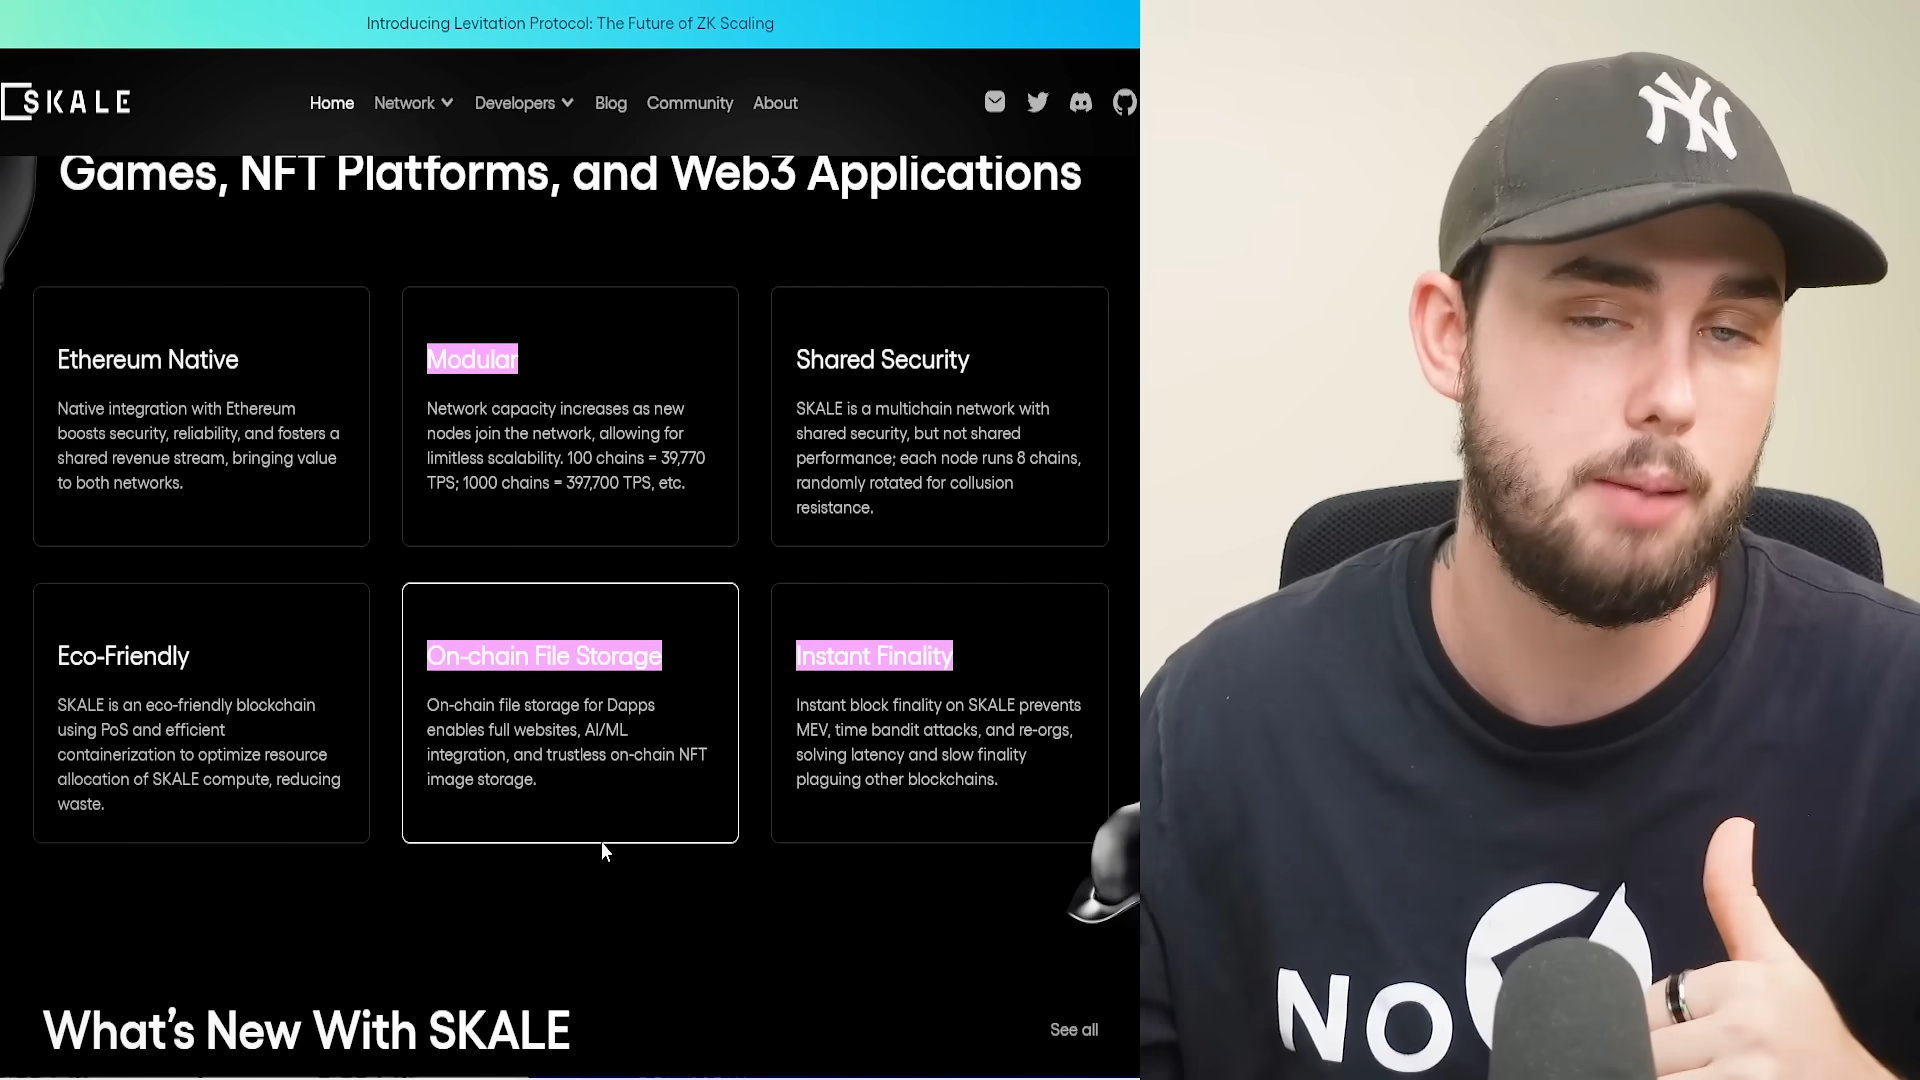 Introducing Levitation Protocol: The Future of ZK Scaling
SKALE
Home Network Developers Blog Community About
Games, NFT Platforms, and Web3 Applications
Ethereum Native
Native integration with Ethereum
boosts security, reliability, and fosters a
shared revenue stream, bringing value
to both networks.
Modular
Network capacity increases as new
nodes join the network, allowing for
limitless scalability. 100 chains = 39,770
TPS; 1000 chains = 397,700 TPS, etc.
Shared Security
SKALE is a multichain network with
shared security, but not shared
performance; each node runs 8 chains,
randomly rotated for collusion
resistance.
Eco-Friendly
SKALE is an eco-friendly blockchain
using PoS and efficient
containerization to optimize resource
allocation of SKALE compute, reducing
waste.
On-chain File Storage
On-chain file storage for Dapps
enables full websites, AI/ML
integration, and trustless on-chain NFT
image storage.
Instant Finality
Instant block finality on SKALE prevents
MEV, time bandit attacks, and re-orgs,
solving latency and slow finality
plaguing other blockchains.
What's New With SKALE
See all
NY
NO